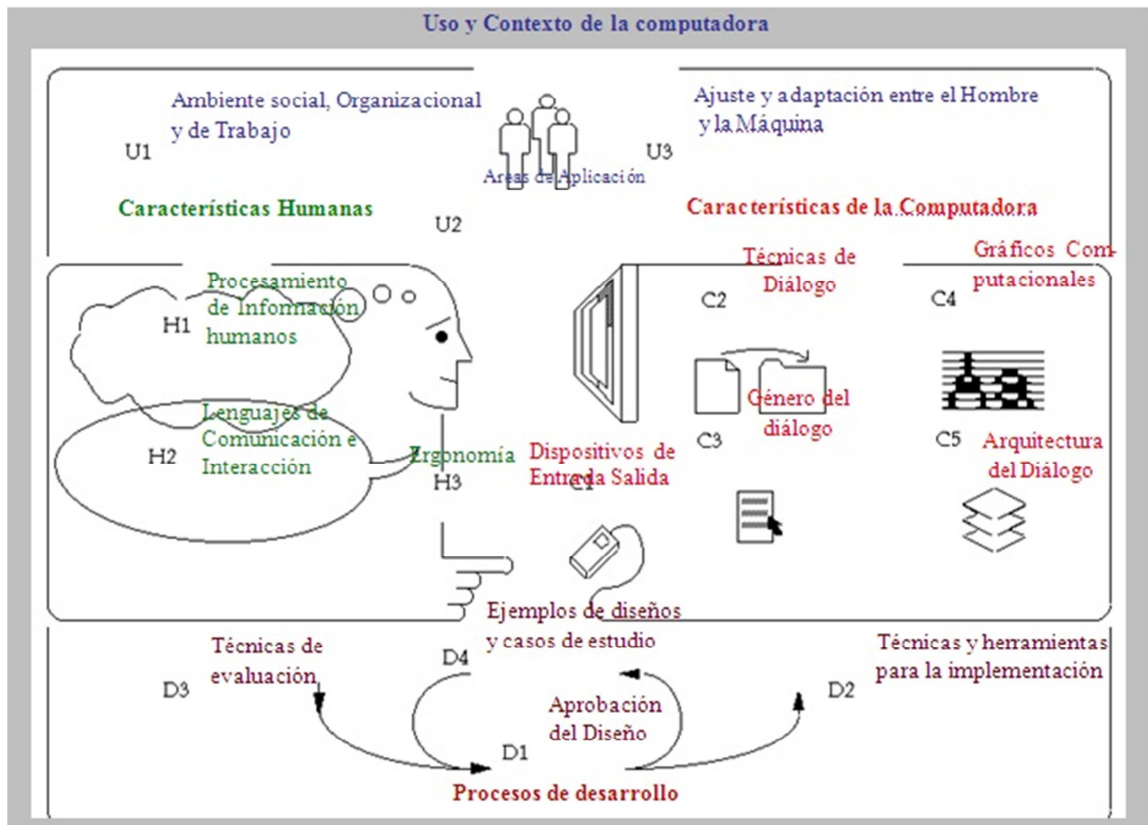 Uso y Contexto de la computadora
Ambiente social, Organizacional
y de Trabajo
U1
Ajuste y adaptación entre el Hombre
y la Máquina
U3
Areas de Aplicación
U2
Características Humanas
Características de la Computadora
Procesamiento
de Información
humanos
H1
Lenguajes de
Comunicación e
Interacción
H2
Ergonomía
H3
Dispositivos de
Entrada Salida
C1
Técnicas de
Diálogo
C2
Género del
diálogo
C3
Gráficos Com-
putacionales
C4
Arquitectura
del Diálogo
C5
Ejemplos de diseños
y casos de estudio
D4
Técnicas de
evaluación
D3
Aprobación
del Diseño
D1
Técnicas y herramientas
para la implementación
D2
Procesos de desarrollo